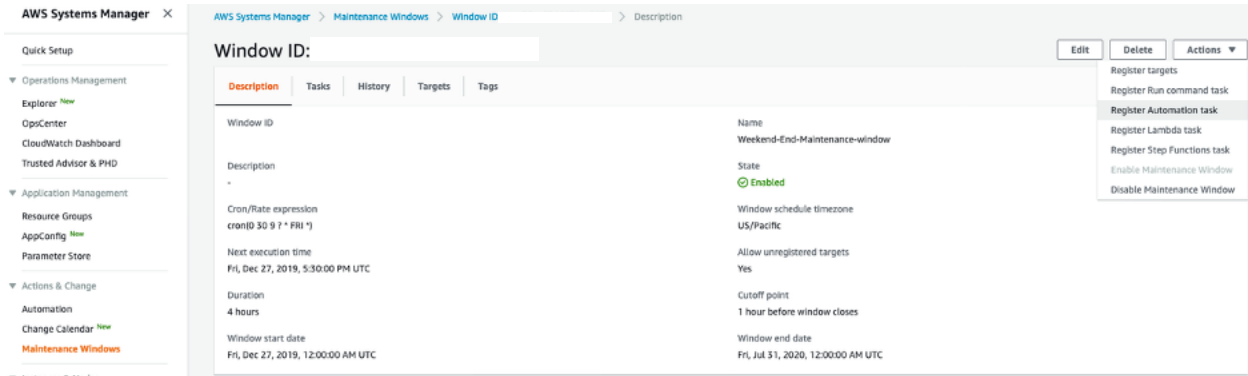 AWS Systems Manager ×
Quick Setup
▼ Operations Management
Explorer New
OpsCenter
CloudWatch Dashboard
Trusted Advisor & PHD
▼ Application Management
Resource Groups
AppConfig New
Parameter Store
▼ Actions & Change
Automation
Change Calendar New
Maintenance Windows
AWS Systems Manager > Maintenance Windows > Window ID > Description
Window ID:
Edit Delete Actions ▼
Register targets
Register Run command task
Register Automation task
Register Lambda task
Register Step Functions task
Enable Maintenance Window
Disable Maintenance Window
Description Tasks History Targets Tags
Window ID
Name
Weekend-End-Maintenance-window
Description
-
State
Enabled
Cron/Rate expression
cron(0 30 9 ? * FRI *)
Window schedule timezone
US/Pacific
Next execution time
Fri, Dec 27, 2019, 5:30:00 PM UTC
Allow unregistered targets
Yes
Duration
4 hours
Cutoff point
1 hour before window closes
Window start date
Fri, Dec 27, 2019, 12:00:00 AM UTC
Window end date
Fri, Jul 31, 2020, 12:00:00 AM UTC